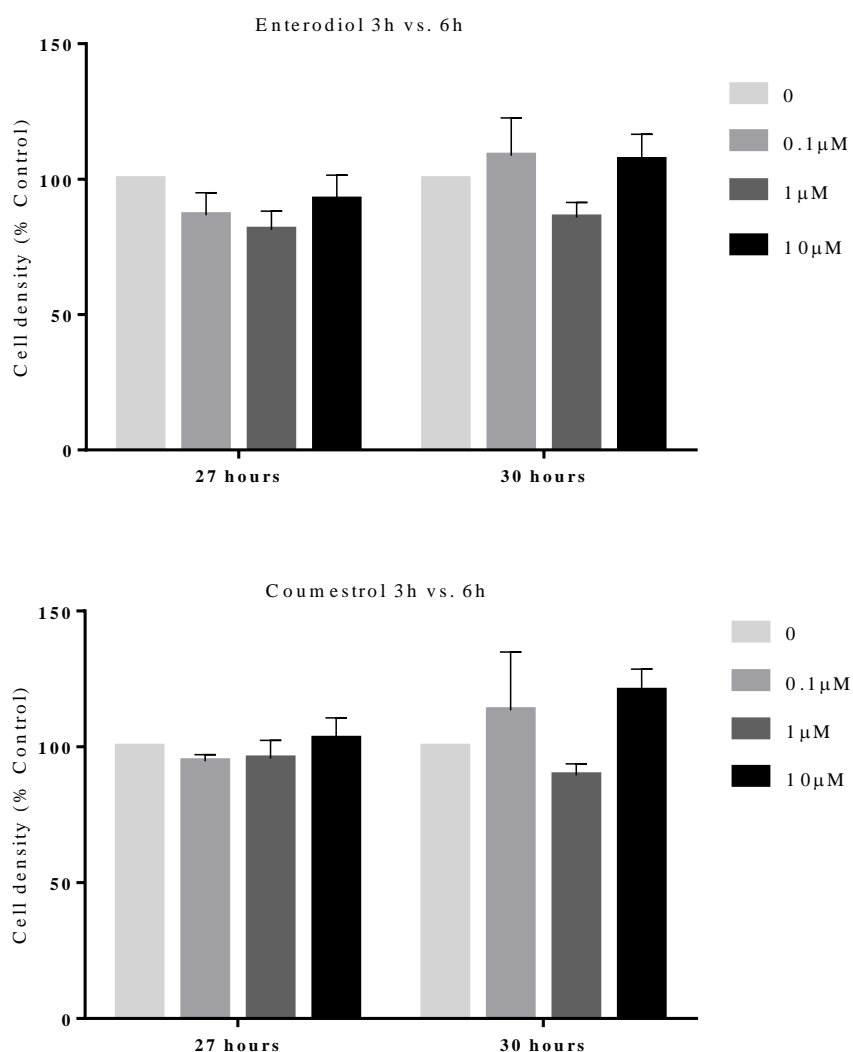 Enterodiol 3h vs. 6h
150
100
50
0
Cell density (% Control)
27 hours
30 hours
0
0.1µM
1µM
10µM
Coumestrol 3h vs. 6h
150
100
50
0
Cell density (% Control)
27 hours
30 hours
0
0.1µM
1µM
10µM